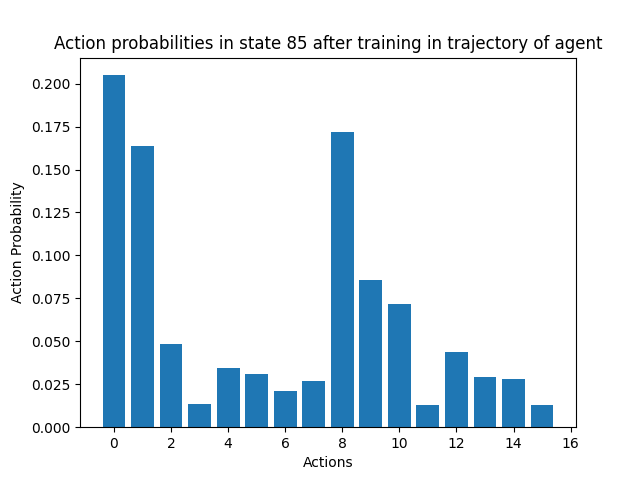 Action probabilities in state 85 after training in trajectory of agent
0.200
0.175
0.150
0.125
0.100
0.075
0.050
0.025
0.000
Action Probability
0 2 4 6 8 10 12 14 16
Actions